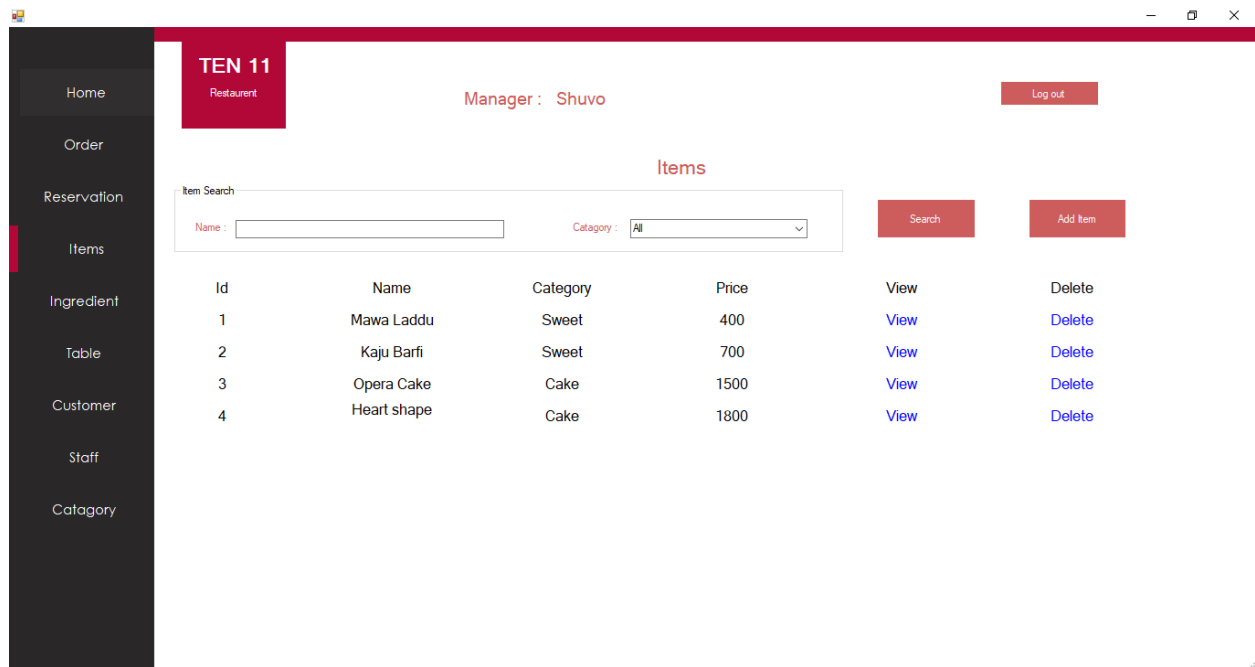 TEN 11
Restaurent
Manager :   Shuvo
Log out
Home
Order
Reservation
Items
Ingredient
Table
Customer
Staff
Catagory
Items
Item Search
Name :
Catagory : All
Search
Add Item
Id Name Category Price View Delete
1 Mawa Laddu Sweet 400 View Delete
2 Kaju Barfi Sweet 700 View Delete
3 Opera Cake Cake 1500 View Delete
4 Heart shape Cake 1800 View Delete